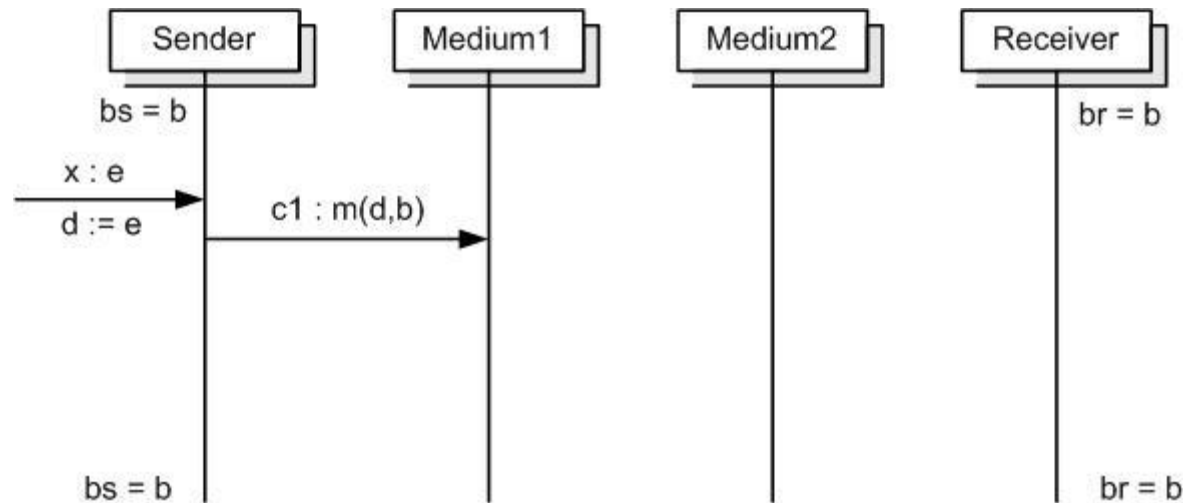 Sender
Medium1
Medium2
Receiver
bs = b
br = b
x : e
d := e
c1 : m(d,b)
bs = b
br = b